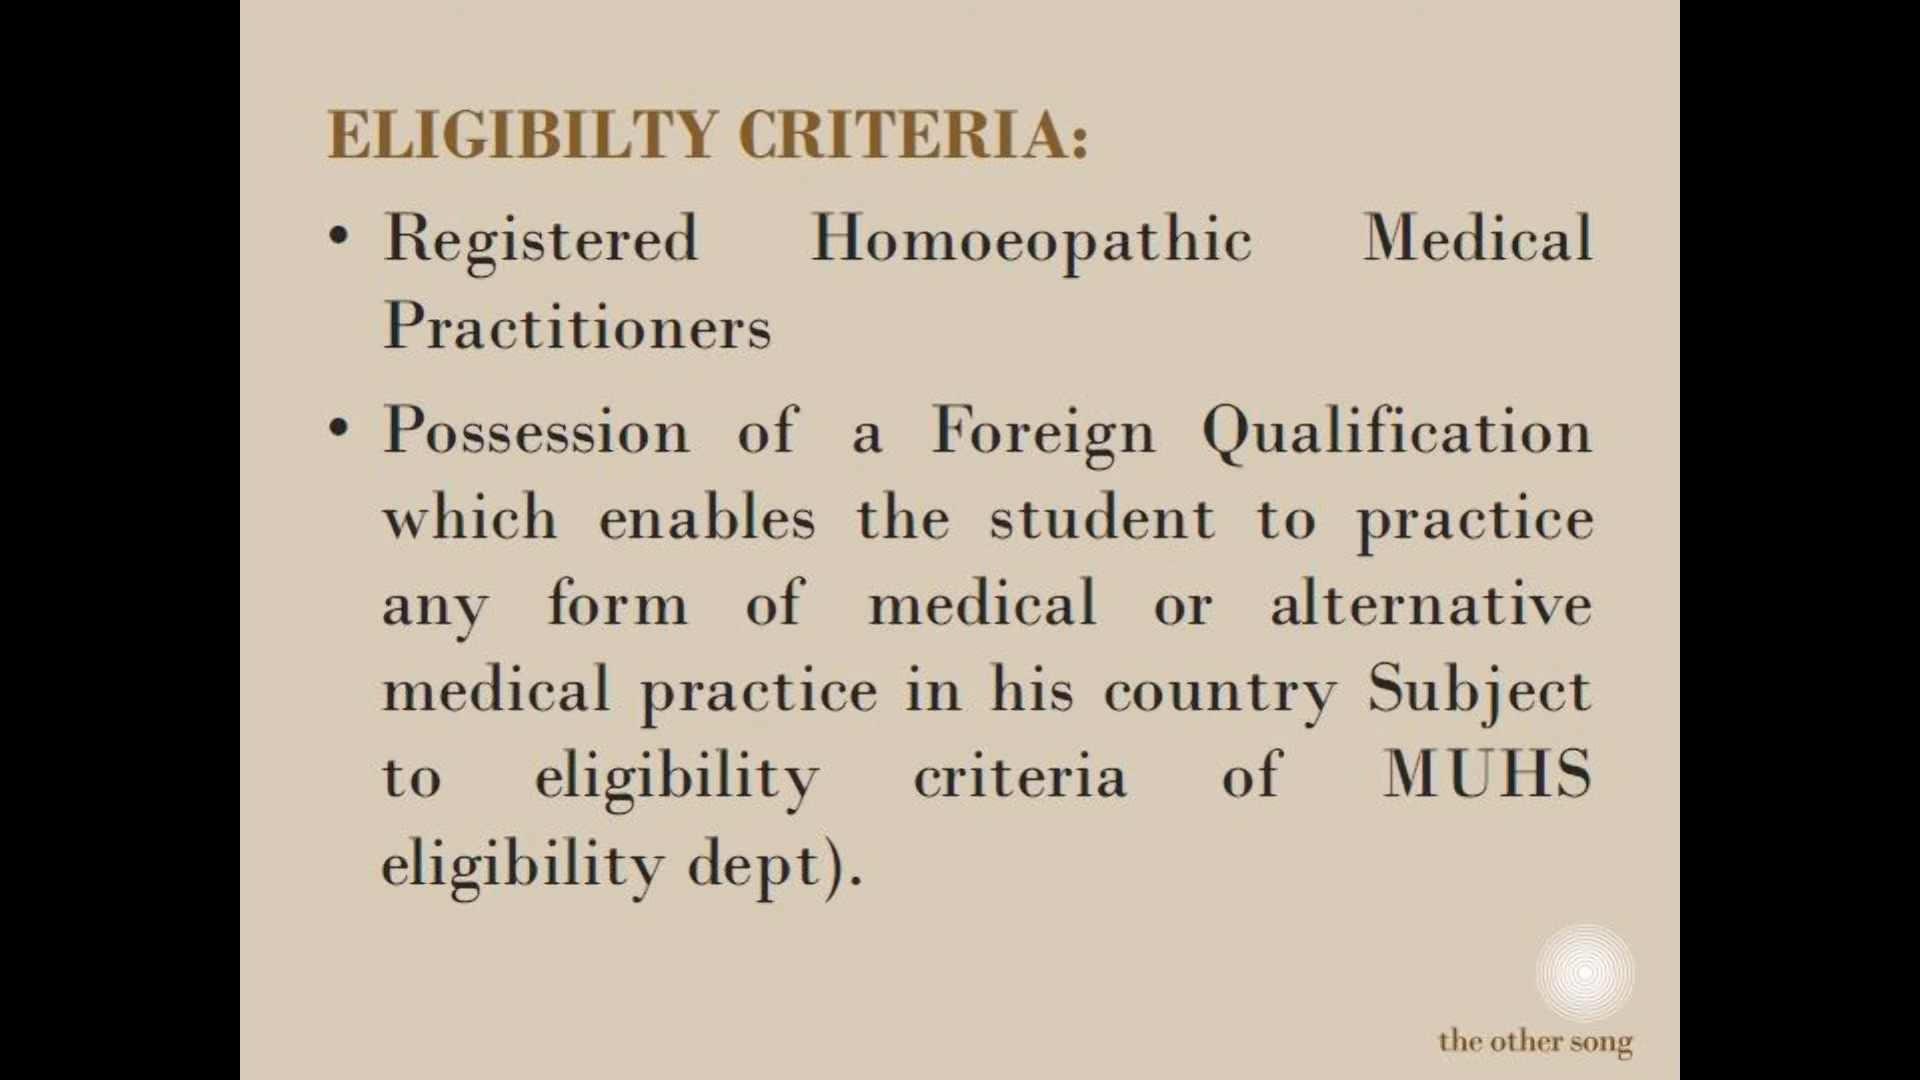 ELIGIBILTY CRITERIA:
• Registered Homoeopathic Medical
Practitioners
• Possession of a Foreign Qualification
which enables the student to practice
any form of medical or alternative
medical practice in his country Subject
to eligibility criteria of MUHS
eligibility dept).
the other song